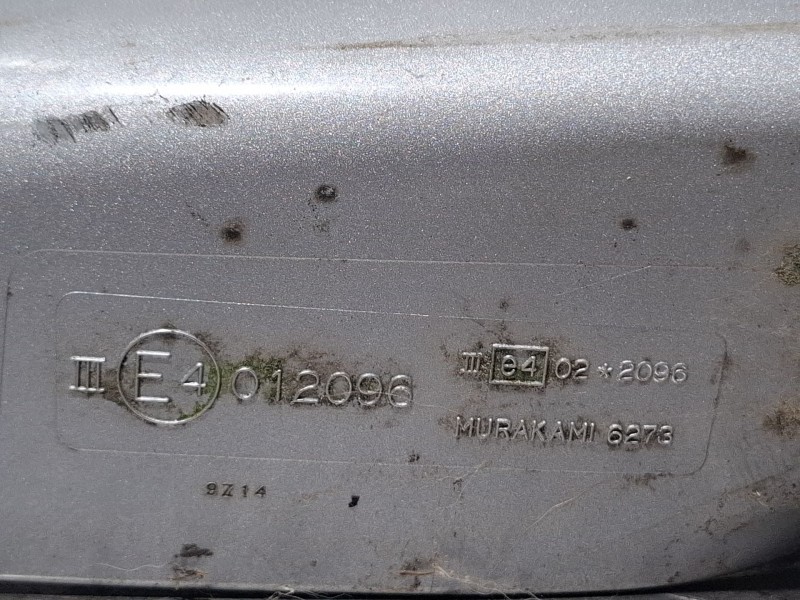 III E4 012096
III e4 02 * 2096
MURAKAMI 6273
9Z14